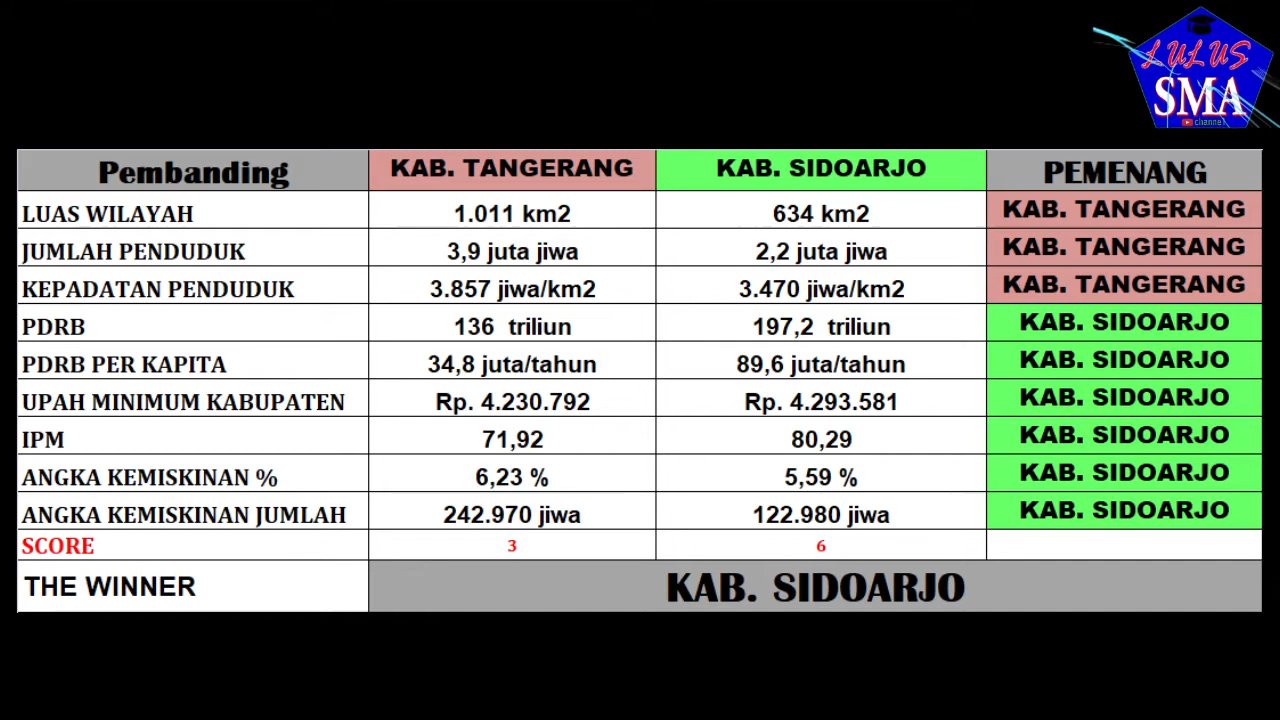 LULUS
SMA
channel
Pembanding KAB. TANGERANG KAB. SIDOARJO PEMENANG
LUAS WILAYAH 1.011 km2 634 km2 KAB. TANGERANG
JUMLAH PENDUDUK 3,9 juta jiwa 2,2 juta jiwa KAB. TANGERANG
KEPADATAN PENDUDUK 3.857 jiwa/km2 3.470 jiwa/km2 KAB. TANGERANG
PDRB 136 triliun 197,2 triliun KAB. SIDOARJO
PDRB PER KAPITA 34,8 juta/tahun 89,6 juta/tahun KAB. SIDOARJO
UPAH MINIMUM KABUPATEN Rp. 4.230.792 Rp. 4.293.581 KAB. SIDOARJO
IPM 71,92 80,29 KAB. SIDOARJO
ANGKA KEMISKINAN % 6,23 % 5,59 % KAB. SIDOARJO
ANGKA KEMISKINAN JUMLAH 242.970 jiwa 122.980 jiwa KAB. SIDOARJO
SCORE 3 6
THE WINNER KAB. SIDOARJO